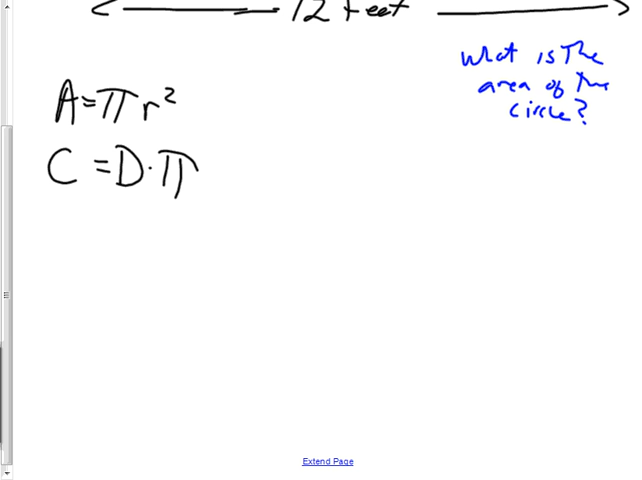 12 feet
What is The
area of the
circle?
A=πr²
C=D·π
Extend Page